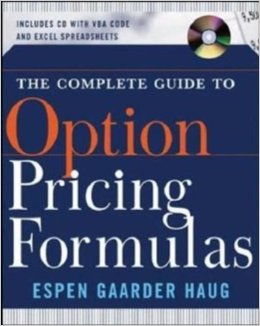 INCLUDES CD WITH VBA CODE
AND EXCEL SPREADSHEETS
THE COMPLETE GUIDE TO
Option
Pricing
Formulas
ESPEN GAARDER HAUG